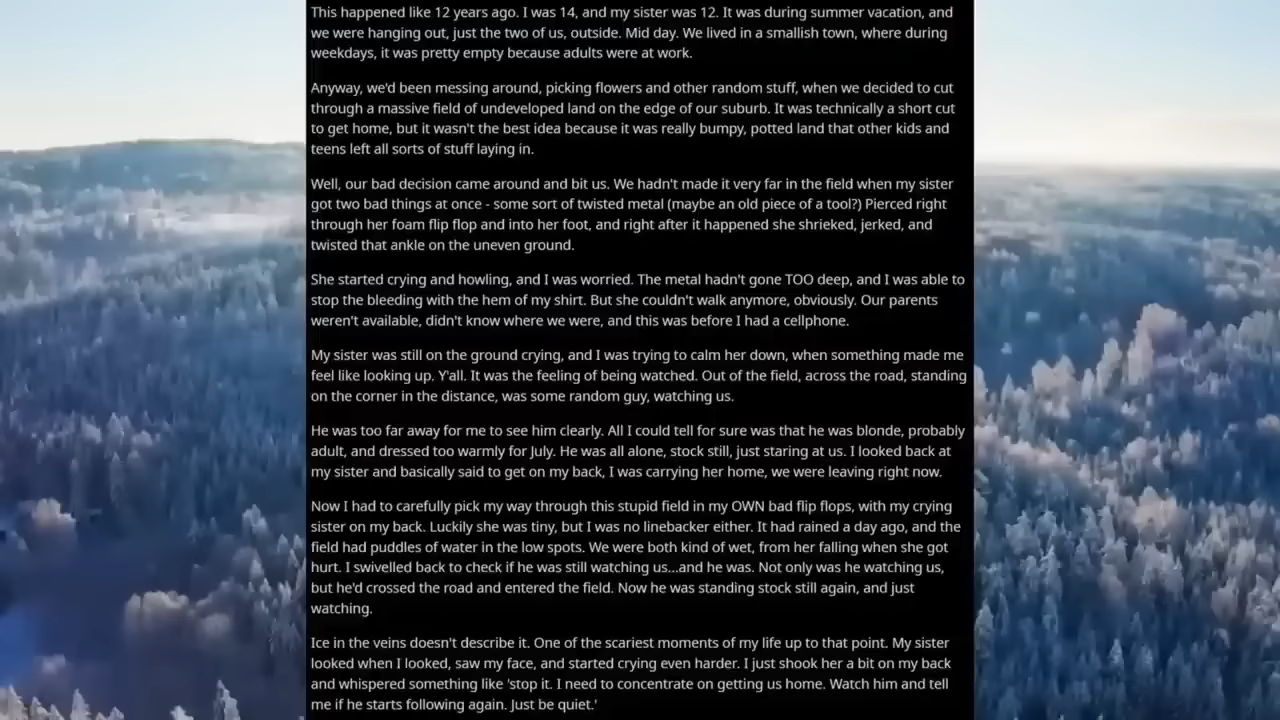 This happened like 12 years ago. I was 14, and my sister was 12. It was during summer vacation, and
we were hanging out, just the two of us, outside. Mid day. We lived in a smallish town, where during
weekdays, it was pretty empty because adults were at work.
Anyway, we'd been messing around, picking flowers and other random stuff, when we decided to cut
through a massive field of undeveloped land on the edge of our suburb. It was technically a short cut
to get home, but it wasn't the best idea because it was really bumpy, potted land that other kids and
teens left all sorts of stuff laying in.
Well, our bad decision came around and bit us. We hadn't made it very far in the field when my sister
got two bad things at once - some sort of twisted metal (maybe an old piece of a tool?) Pierced right
through her foam flip flop and into her foot, and right after it happened she shrieked, jerked, and
twisted that ankle on the uneven ground.
She started crying and howling, and I was worried. The metal hadn't gone TOO deep, and I was able to
stop the bleeding with the hem of my shirt. But she couldn't walk anymore, obviously. Our parents
weren't available, didn't know where we were, and this was before I had a cellphone.
My sister was still on the ground crying, and I was trying to calm her down, when something made me
feel like looking up. Y'all. It was the feeling of being watched. Out of the field, across the road, standing
on the corner in the distance, was some random guy, watching us.
He was too far away for me to see him clearly. All I could tell for sure was that he was blonde, probably
adult, and dressed too warmly for July. He was all alone, stock still, just staring at us. I looked back at
my sister and basically said to get on my back, I was carrying her home, we were leaving right now.
Now I had to carefully pick my way through this stupid field in my OWN bad flip flops, with my crying
sister on my back. Luckily she was tiny, but I was no linebacker either. It had rained a day ago, and the
field had puddles of water in the low spots. We were both kind of wet, from her falling when she got
hurt. I swivelled back to check if he was still watching us...and he was. Not only was he watching us,
but he'd crossed the road and entered the field. Now he was standing stock still again, and just
watching.
Ice in the veins doesn't describe it. One of the scariest moments of my life up to that point. My sister
looked when I looked, saw my face, and started crying even harder. I just shook her a bit on my back
and whispered something like 'stop it. I need to concentrate on getting us home. Watch him and tell
me if he starts following again. Just be quiet.'